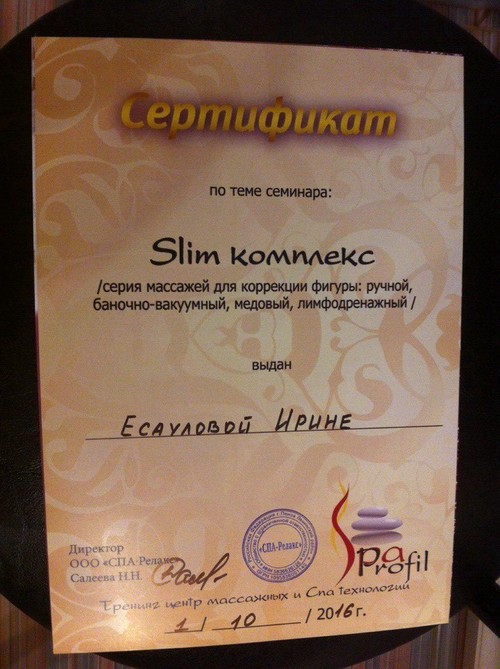 Сертификат
по теме семинара:
Slim комплекс
/серия массажей для коррекции фигуры: ручной,
баночно-вакуумный, медовый, лимфодренажный /
выдан
Есауловой Ирине
Директор
ООО «СПА-Релакс»
Салеева Н.Н.
«СПА-Релакс»
Spa
Profil
Тренинг центр массажных и Спа технологий
1 / 10 / 2016 г.